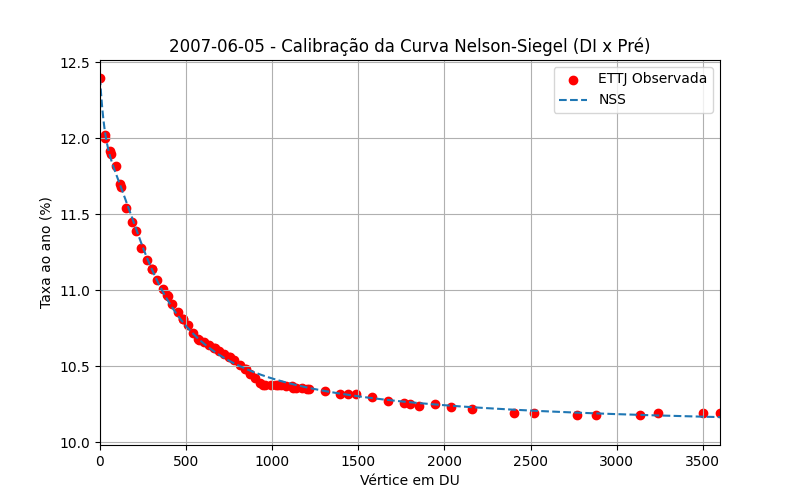 2007-06-05 - Calibração da Curva Nelson-Siegel (DI x Pré)
ETTJ Observada
NSS
Taxa ao ano (%)
12.5
12.0
11.5
11.0
10.5
10.0
0 500 1000 1500 2000 2500 3000 3500
Vértice em DU